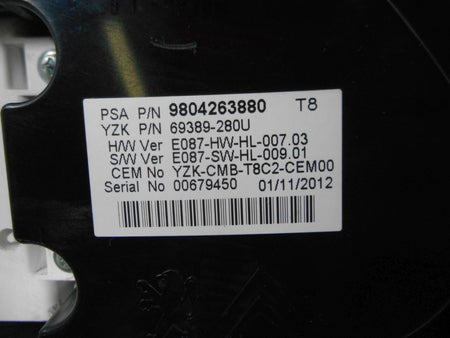 PSA P/N 9804263880 T8
YZK P/N 69389-280U
H/W Ver E087-HW-HL-007.03
S/W Ver E087-SW-HL-009.01
CEM No YZK-CMB-T8C2-CEM00
Serial No 00679450 01/11/2012